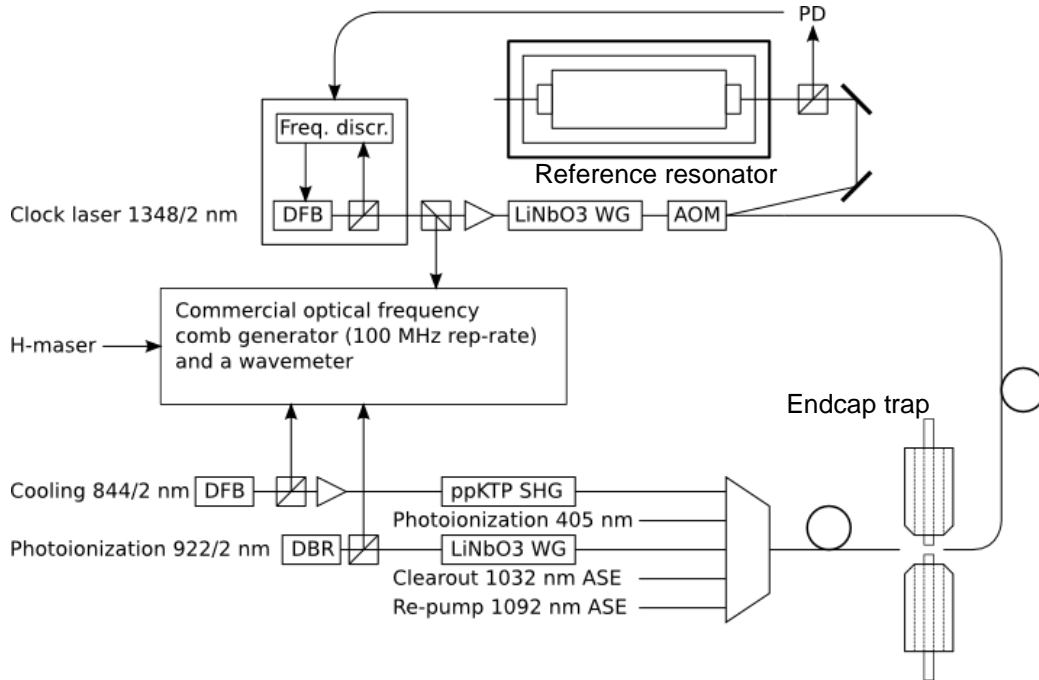 PD
Freq. discr.
Reference resonator
Clock laser 1348/2 nm
DFB
LiNbO3 WG
AOM
Commercial optical frequency
comb generator (100 MHz rep-rate)
and a wavemeter
H-maser
Endcap trap
Cooling 844/2 nm
DFB
ppKTP SHG
Photoionization 405 nm
Photoionization 922/2 nm
DBR
LiNbO3 WG
Clearout 1032 nm ASE
Re-pump 1092 nm ASE